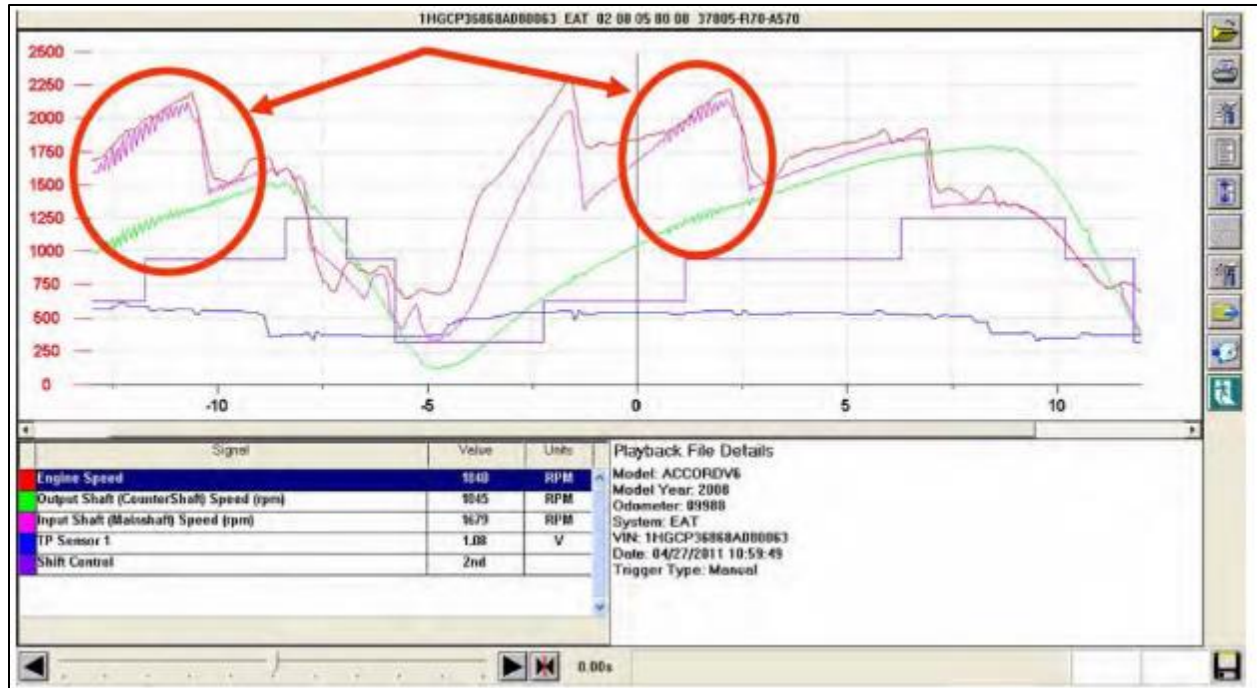 1HGCP36868A080063 EAT 02 08 05 80 08 37805-R70-A570
2500
2250
2000
1750
1500
1250
1000
750
500
250
0
-10 -5 0 5 10
Signal Value Units
Engine Speed 1840 RPM
Output Shaft (CounterShaft) Speed (rpm) 1045 RPM
Input Shaft (Mainshaft) Speed (rpm) 1679 RPM
TP Sensor 1 1.08 V
Shift Control 2nd
Playback File Details
Model: ACCORDV6
Model Year: 2008
Odometer: 89988
System: EAT
VIN: 1HGCP36868A080063
Date: 04/27/2011 10:59:49
Trigger Type: Manual
0.00s